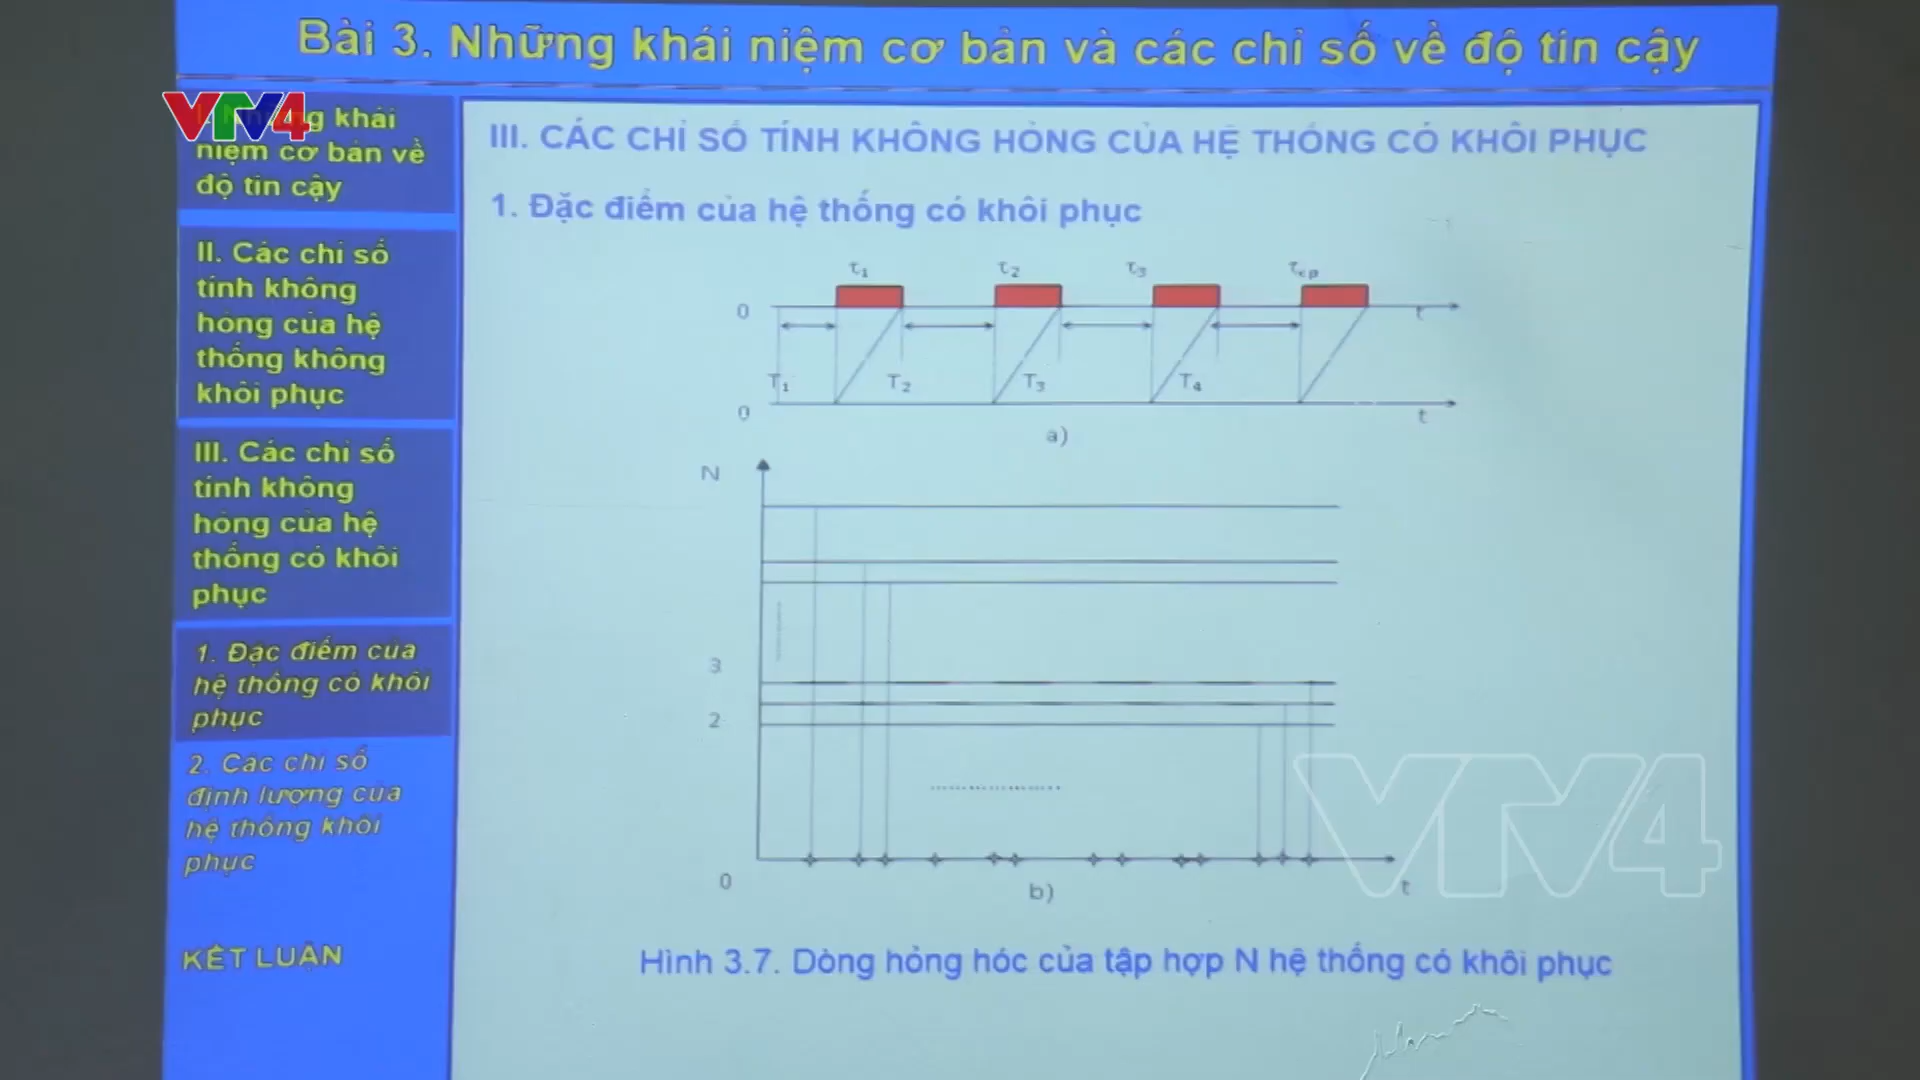 Bài 3. Những khái niệm cơ bản và các chỉ số về độ tin cậy
VTV4
I. Những khái
niệm cơ bản về
độ tin cậy
II. Các chỉ số
tính không
hỏng của hệ
thống không
khôi phục
III. Các chỉ số
tính không
hỏng của hệ
thống có khôi
phục
1. Đặc điểm của
hệ thống có khôi
phục
2. Các chỉ số
định lượng của
hệ thống khôi
phục
KẾT LUẬN
III. CÁC CHỈ SỐ TÍNH KHÔNG HỎNG CỦA HỆ THỐNG CÓ KHÔI PHỤC
1. Đặc điểm của hệ thống có khôi phục
τ1 τ2 τ3
0 t
T1 T2 T3 T4
0 t
a)
N
3
2
0 b) t
VTV4
Hình 3.7. Dòng hỏng hóc của tập hợp N hệ thống có khôi phục